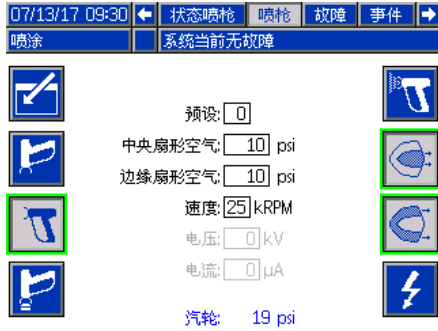 07/13/17 09:30 状态喷枪 喷枪 故障 事件
喷涂 系统当前无故障
预设: 0
中央扇形空气: 10 psi
边缘扇形空气: 10 psi
速度: 25 kRPM
电压: 0 kV
电流: 0 μA
汽轮: 19 psi